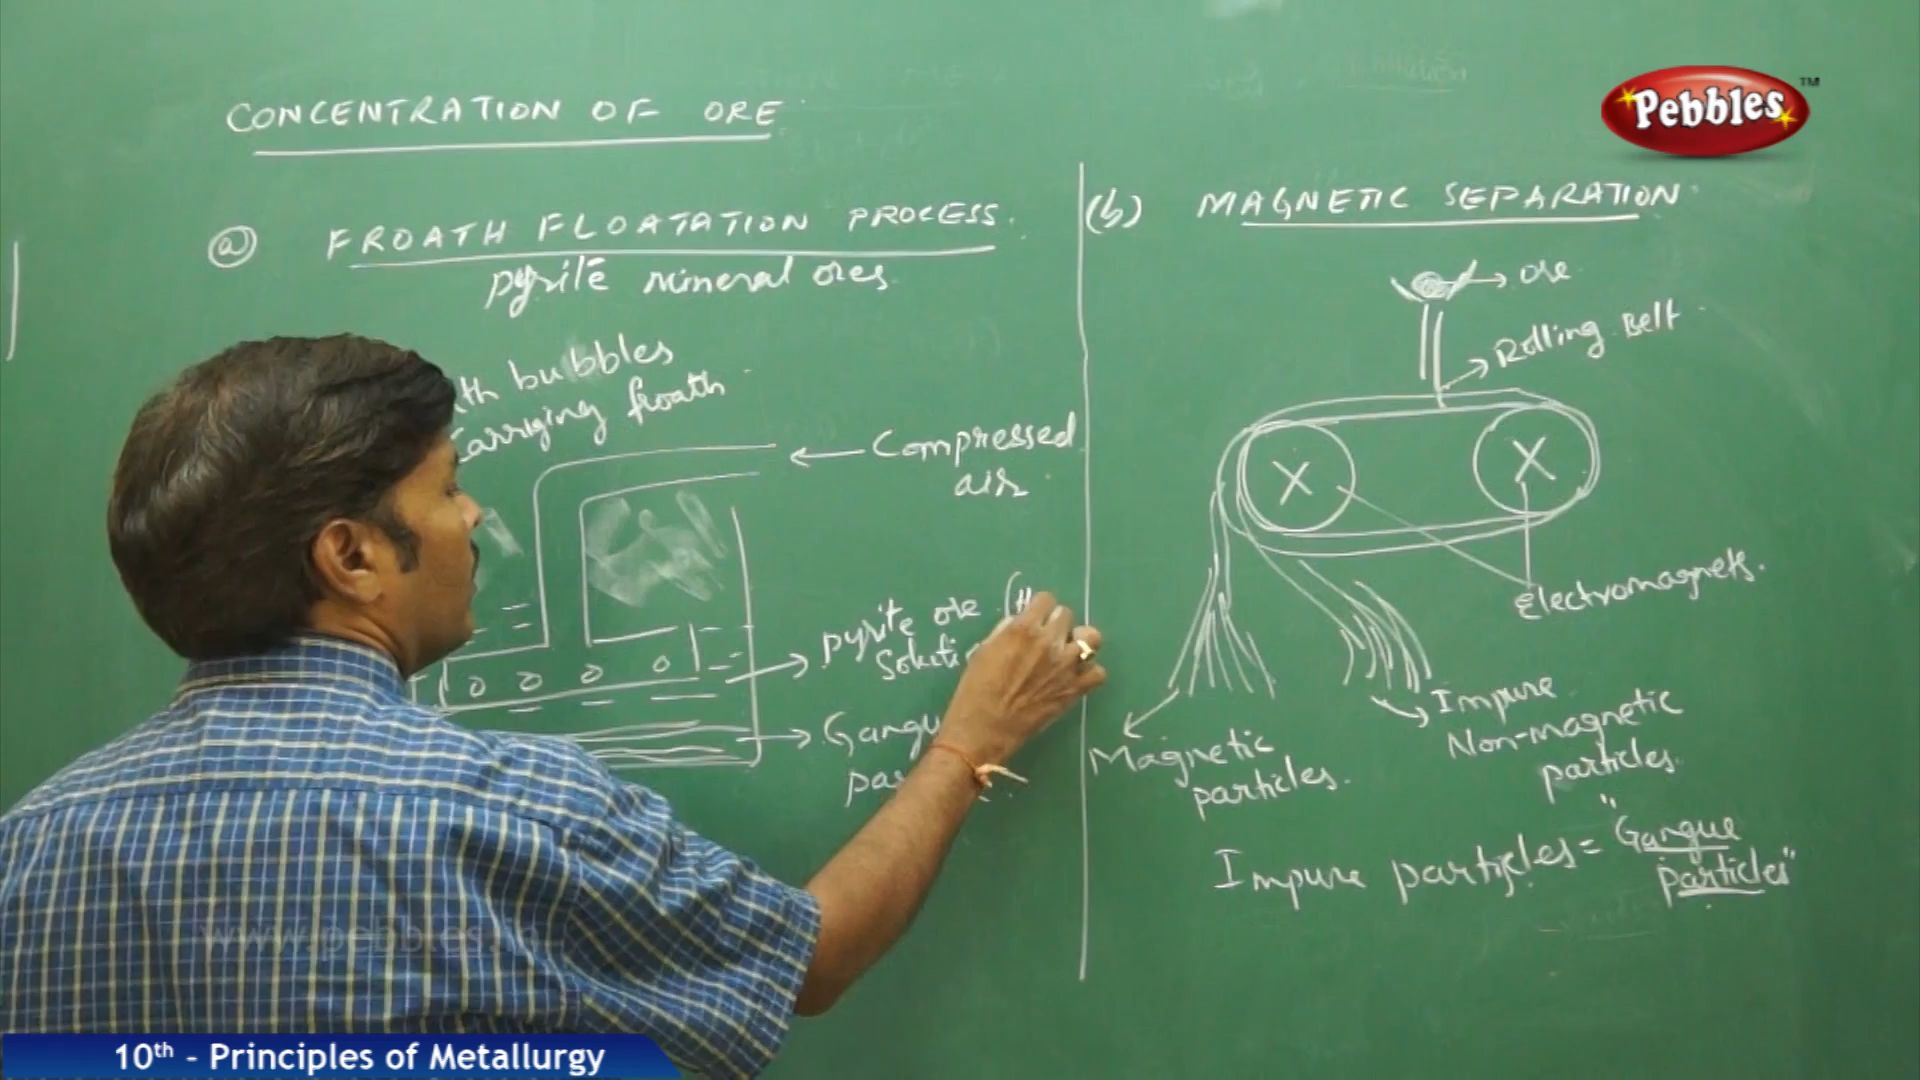 CONCENTRATION OF ORE
Pebbles™
(a) FROATH FLOATATION PROCESS.
pyrite mineral ores.
bubbles
carrying froath
Compressed
air
pyrite ore (H
Gangue
(b) MAGNETIC SEPARATION
ore
Rolling Belt
X X
Electromagnets.
Magnetic
particles.
Impure
Non-magnetic
particles.
Impure particles = "Gangue
particles"
10th - Principles of Metallurgy